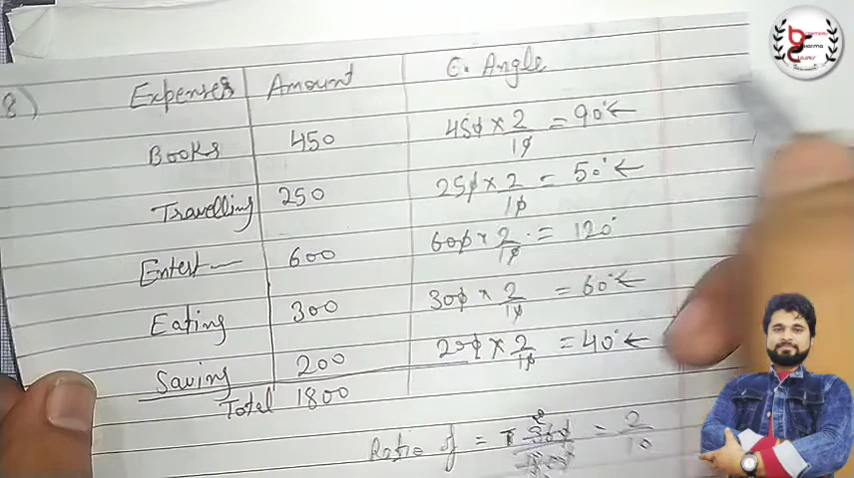 8) Expenses Amount C. Angle
Books 450 450 × 2/10 = 90° ←
Travelling 250 250 × 2/10 = 50° ←
Entert— 600 600 × 2/10 = 120°
Eating 300 300 × 2/10 = 60° ←
Saving 200 200 × 2/10 = 40° ←
Total 1800
Ratio of = = 2/10